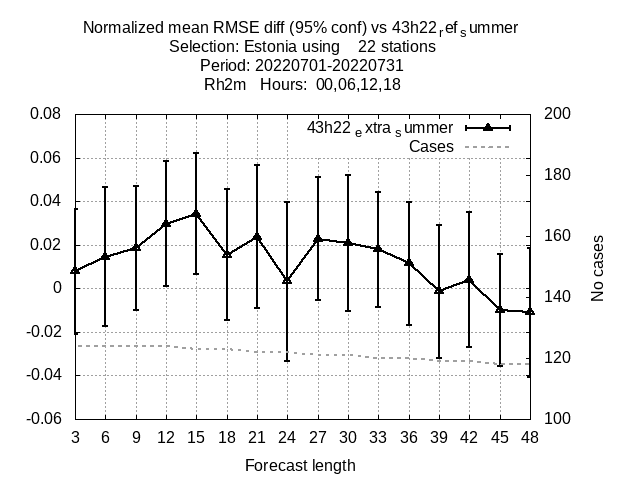 Normalized mean RMSE diff (95% conf) vs 43h22refsummer
Selection: Estonia using 22 stations
Period: 20220701-20220731
Rh2m Hours: 00,06,12,18
43h22extrasummer
Cases
0.08
0.06
0.04
0.02
0
-0.02
-0.04
-0.06
200
180
160
140
120
100
No cases
3 6 9 12 15 18 21 24 27 30 33 36 39 42 45 48
Forecast length